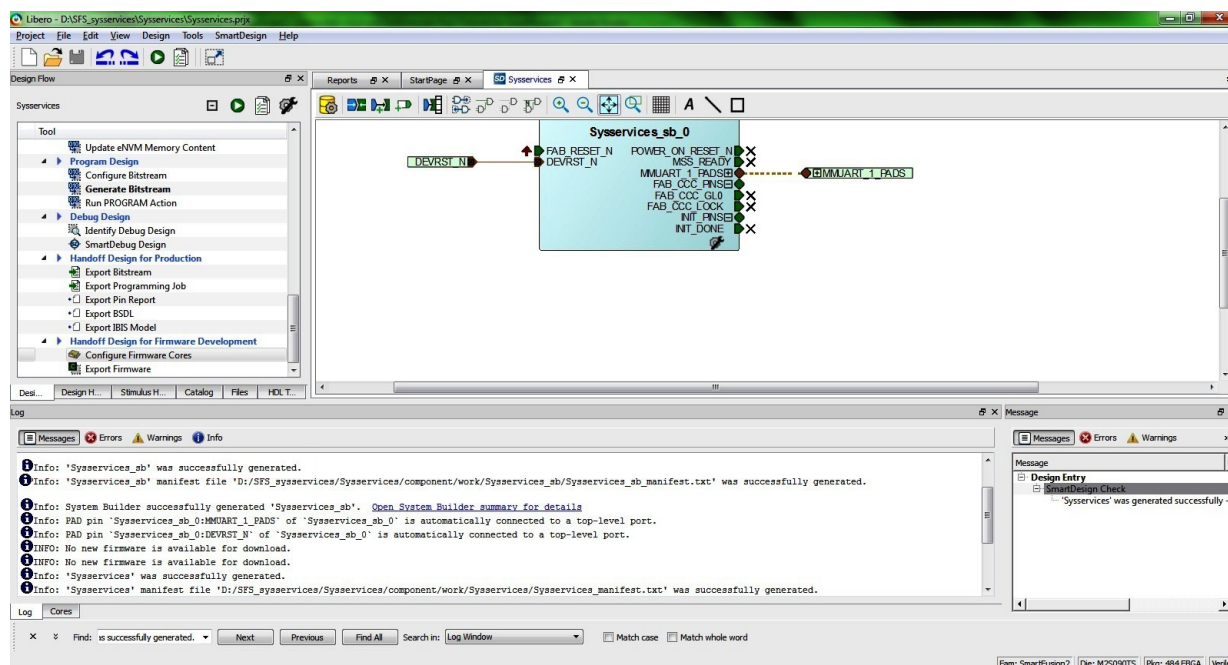 Libero - D:\SFS_sysservices\Sysservices\Sysservices.prjx
Project File Edit View Design Tools SmartDesign Help
Design Flow
Reports StartPage Sysservices
Sysservices
Tool
Update eNVM Memory Content
Program Design
Configure Bitstream
Generate Bitstream
Run PROGRAM Action
Debug Design
Identify Debug Design
SmartDebug Design
Handoff Design for Production
Export Bitstream
Export Programming Job
Export Pin Report
Export BSDL
Export IBIS Model
Handoff Design for Firmware Development
Configure Firmware Cores
Export Firmware
Desi... Design H... Stimulus H... Catalog Files HDL T...
Sysservices_sb_0
FAB_RESET_N POWER_ON_RESET_N
DEVRST_N DEVRST_N MSS_READY
MMUART_1_PADS MMUART_1_PADS
FAB_CCC_PINS
FAB_CCC_GL0
FAB_CCC_LOCK
INIT_PINS
INIT_DONE
Log
Messages Errors Warnings Info
Info: 'Sysservices_sb' was successfully generated.
Info: 'Sysservices_sb' manifest file 'D:/SFS_sysservices/Sysservices/component/work/Sysservices_sb/Sysservices_sb_manifest.txt' was successfully generated.
Info: System Builder successfully generated 'Sysservices_sb'. Open System Builder summary for details
Info: PAD pin `Sysservices_sb_0:MMUART_1_PADS` of `Sysservices_sb_0` is automatically connected to a top-level port.
Info: PAD pin `Sysservices_sb_0:DEVRST_N` of `Sysservices_sb_0` is automatically connected to a top-level port.
INFO: No new firmware is available for download.
INFO: No new firmware is available for download.
Info: 'Sysservices' was successfully generated.
Info: 'Sysservices' manifest file 'D:/SFS_sysservices/Sysservices/component/work/Sysservices/Sysservices_manifest.txt' was successfully generated.
Log Cores
Find: is successfully generated. Next Previous Find All Search in: Log Window Match case Match whole word
Message
Messages Errors Warnings
Message
Design Entry
SmartDesign Check
'Sysservices' was generated successfully -
Fam: SmartFusion2 Die: M2S090TS Pkg: 484 FBGA